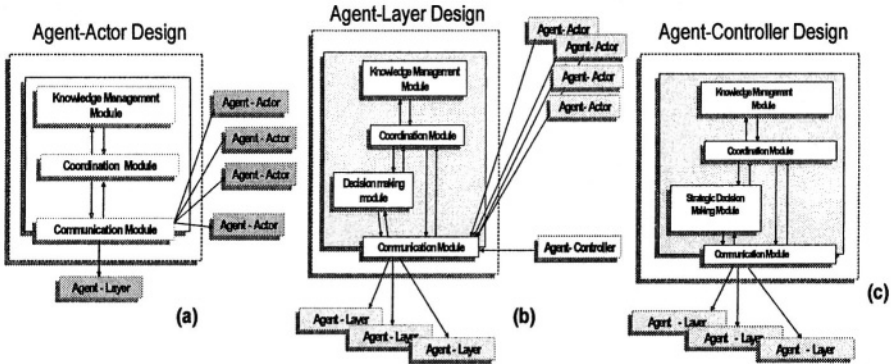 Agent-Actor Design
Knowledge Management
Module
Coordination Module
Communication Module
Agent - Actor
Agent - Actor
Agent - Actor
Agent - Actor
Agent - Layer
(a)
Agent-Layer Design
Knowledge Management
Module
Coordination Module
Decision making
module
Communication Module
Agent- Actor
Agent- Actor
Agent- Actor
Agent- Actor
Agent- Controller
Agent - Layer
Agent - Layer
Agent - Layer
(b)
Agent-Controller Design
Knowledge Management
Module
Coordination Module
Strategic Decision
Making Module
Communication Module
Agent - Layer
Agent - Layer
Agent - Layer
(c)